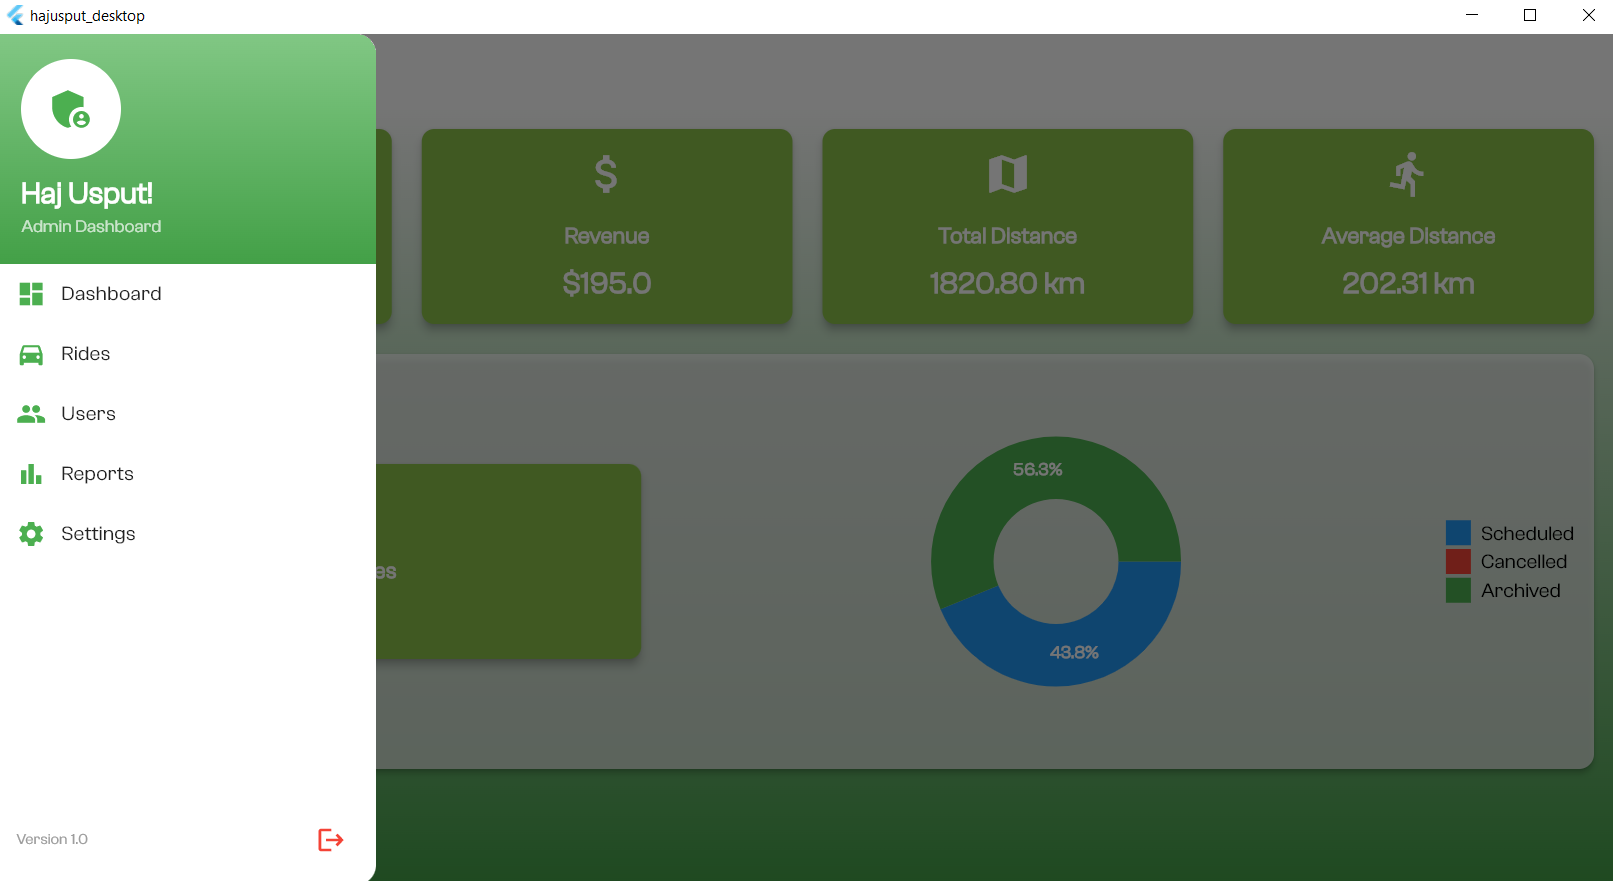 hajusput_desktop
Haj Usput!
Admin Dashboard
Dashboard
Rides
Users
Reports
Settings
Version 1.0
Revenue
$195.0
Total Distance
1820.80 km
Average Distance
202.31 km
es
56.3%
43.8%
Scheduled
Cancelled
Archived